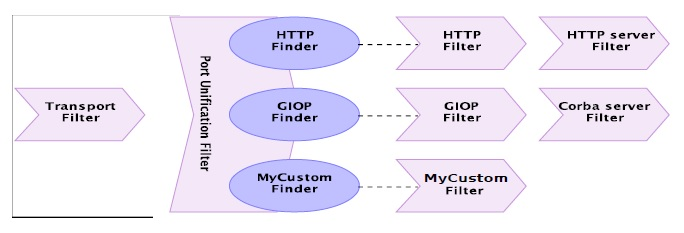 Transport
Filter
Port Unification Filter
HTTP
Finder
HTTP
Filter
HTTP server
Filter
GIOP
Finder
GIOP
Filter
Corba server
Filter
MyCustom
Finder
MyCustom
Filter